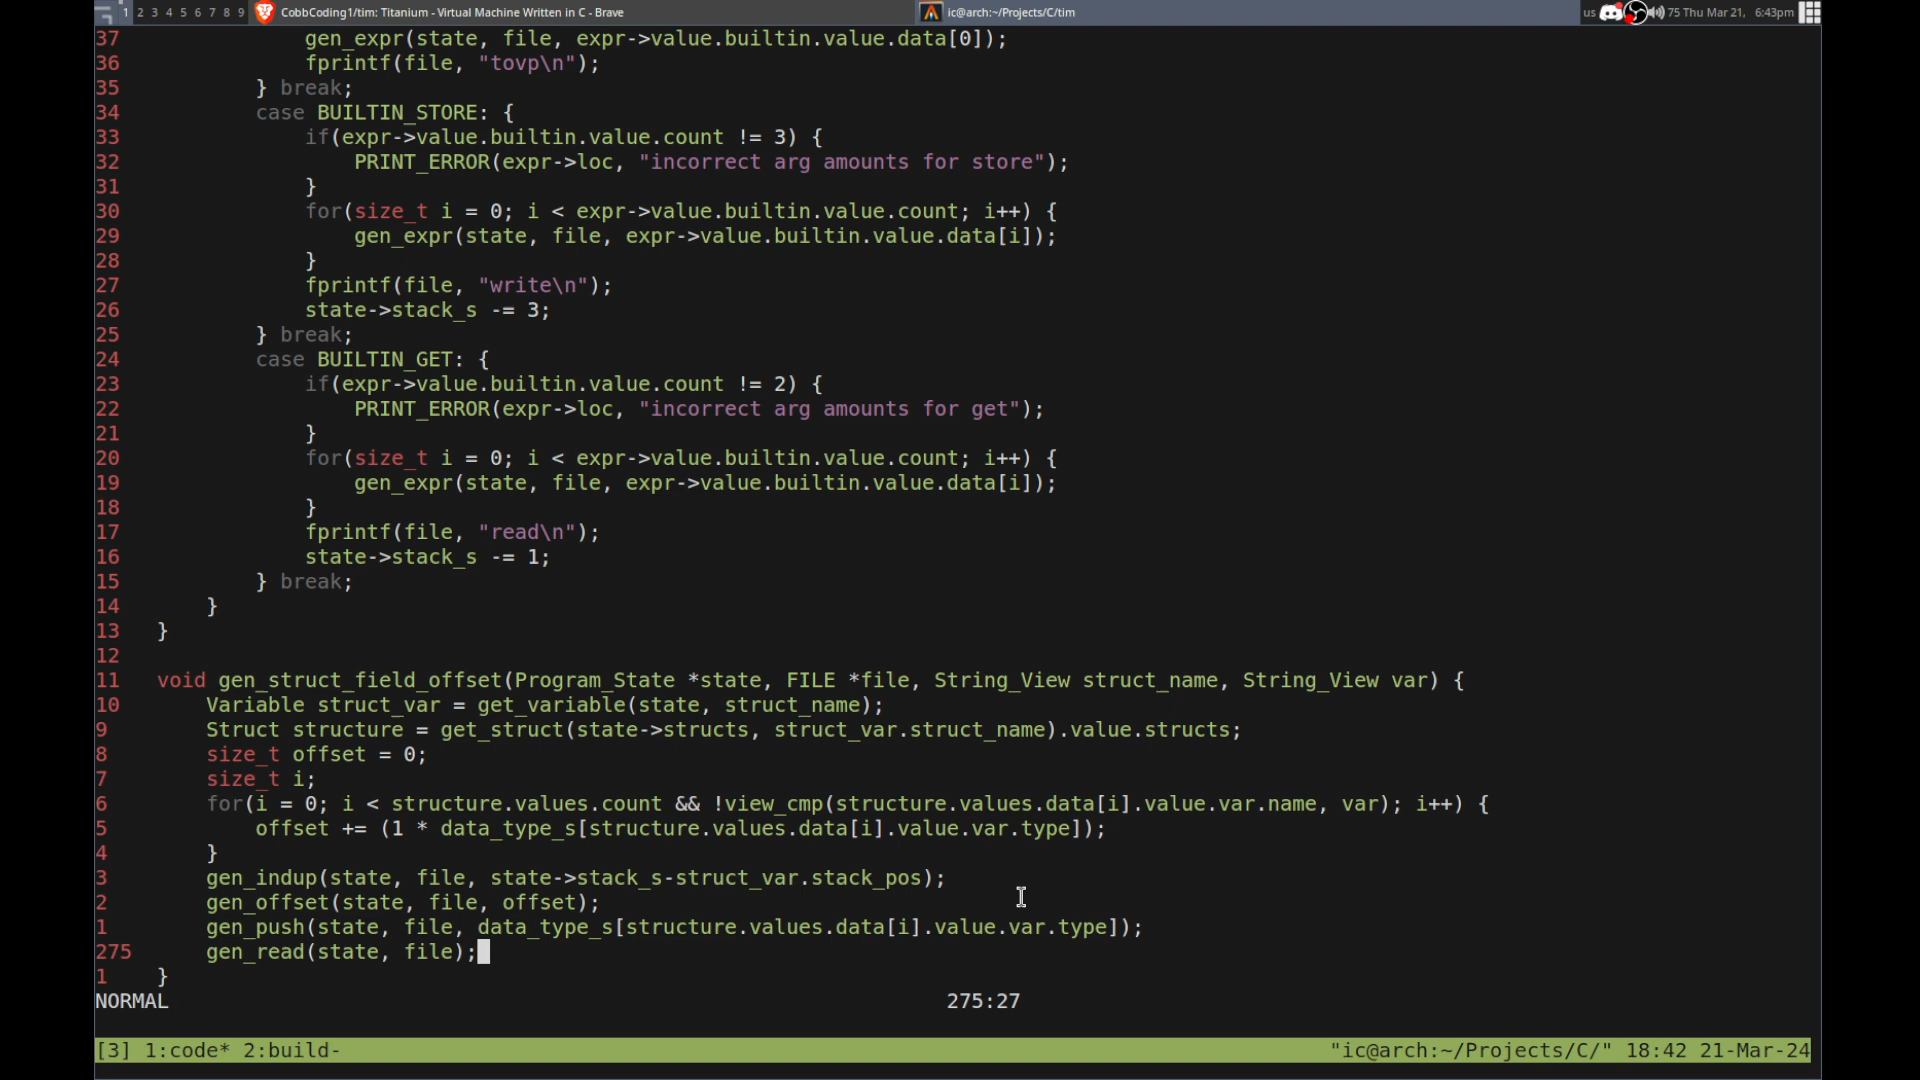 1 2 3 4 5 6 7 8 9 CobbCoding1/tim: Titanium - Virtual Machine Written in C - Brave ic@arch:~/Projects/C/tim us 75 Thu Mar 21, 6:43pm
37 gen_expr(state, file, expr->value.builtin.value.data[0]);
36 fprintf(file, "tovp\n");
35 } break;
34 case BUILTIN_STORE: {
33 if(expr->value.builtin.value.count != 3) {
32 PRINT_ERROR(expr->loc, "incorrect arg amounts for store");
31 }
30 for(size_t i = 0; i < expr->value.builtin.value.count; i++) {
29 gen_expr(state, file, expr->value.builtin.value.data[i]);
28 }
27 fprintf(file, "write\n");
26 state->stack_s -= 3;
25 } break;
24 case BUILTIN_GET: {
23 if(expr->value.builtin.value.count != 2) {
22 PRINT_ERROR(expr->loc, "incorrect arg amounts for get");
21 }
20 for(size_t i = 0; i < expr->value.builtin.value.count; i++) {
19 gen_expr(state, file, expr->value.builtin.value.data[i]);
18 }
17 fprintf(file, "read\n");
16 state->stack_s -= 1;
15 } break;
14 }
13 }
12
11 void gen_struct_field_offset(Program_State *state, FILE *file, String_View struct_name, String_View var) {
10 Variable struct_var = get_variable(state, struct_name);
9 Struct structure = get_struct(state->structs, struct_var.struct_name).value.structs;
8 size_t offset = 0;
7 size_t i;
6 for(i = 0; i < structure.values.count && !view_cmp(structure.values.data[i].value.var.name, var); i++) {
5 offset += (1 * data_type_s[structure.values.data[i].value.var.type]);
4 }
3 gen_indup(state, file, state->stack_s-struct_var.stack_pos);
2 gen_offset(state, file, offset);
1 gen_push(state, file, data_type_s[structure.values.data[i].value.var.type]);
275 gen_read(state, file);
1 }
NORMAL 275:27
[3] 1:code* 2:build- "ic@arch:~/Projects/C/" 18:42 21-Mar-24